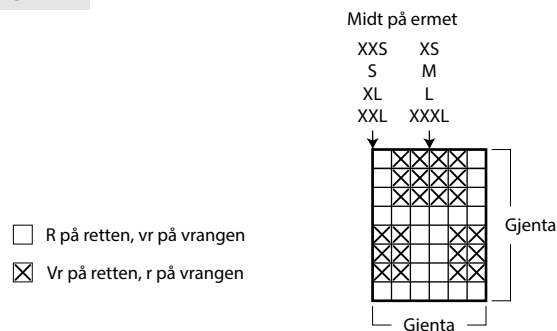 Midt på ermet
XXS XS
S M
XL L
XXL XXXL
Gjenta
R på retten, vr på vrangen
Vr på retten, r på vrangen
Gjenta